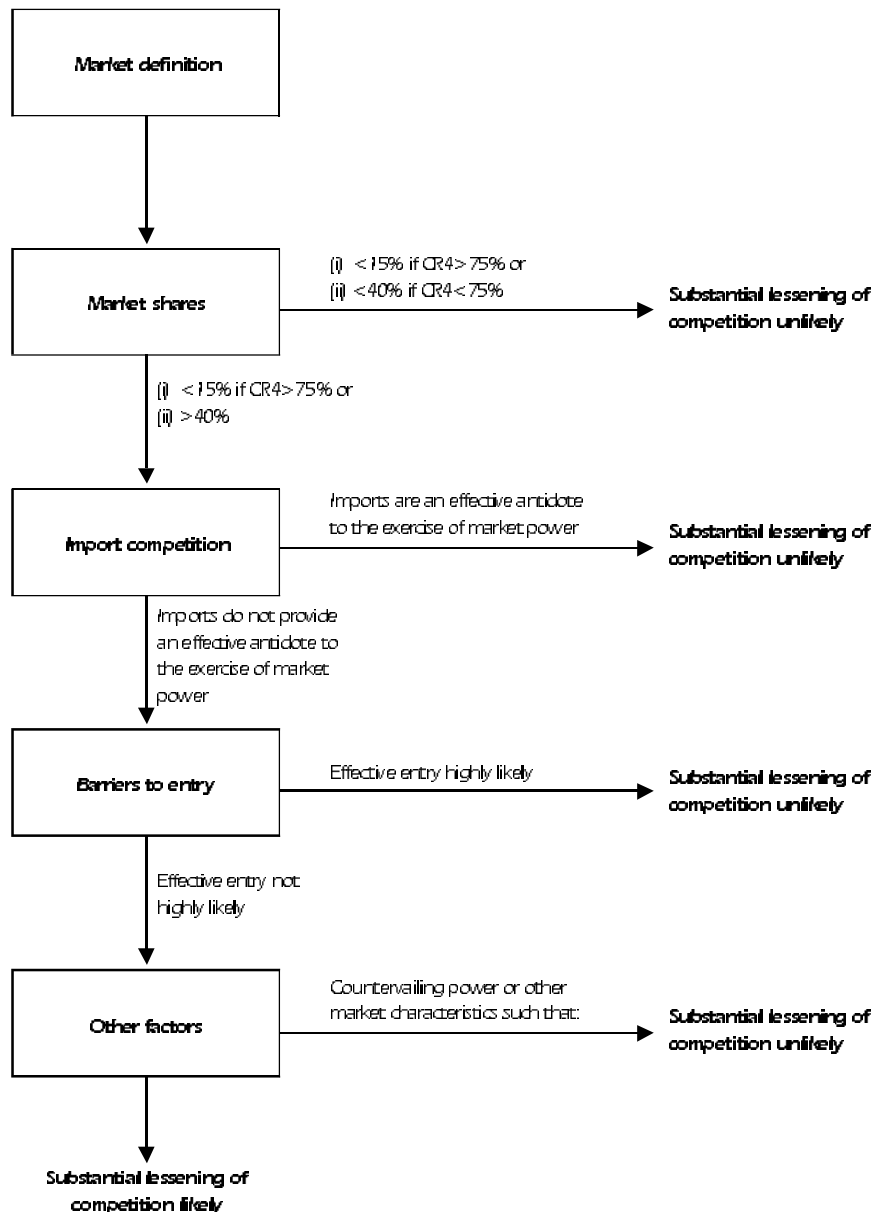 Market definition
(i) <15% if CR4>75% or
(ii) <40% if CR4<75%
Market shares
Substantial lessening of
competition unlikely
(i) <15% if CR4>75% or
(ii) >40%
Imports are an effective antidote
to the exercise of market power
Import competition
Substantial lessening of
competition unlikely
Imports do not provide
an effective antidote to
the exercise of market
power
Barriers to entry
Effective entry highly likely
Substantial lessening of
competition unlikely
Effective entry not
highly likely
Countervailing power or other
market characteristics such that:
Other factors
Substantial lessening of
competition unlikely
Substantial lessening of
competition likely